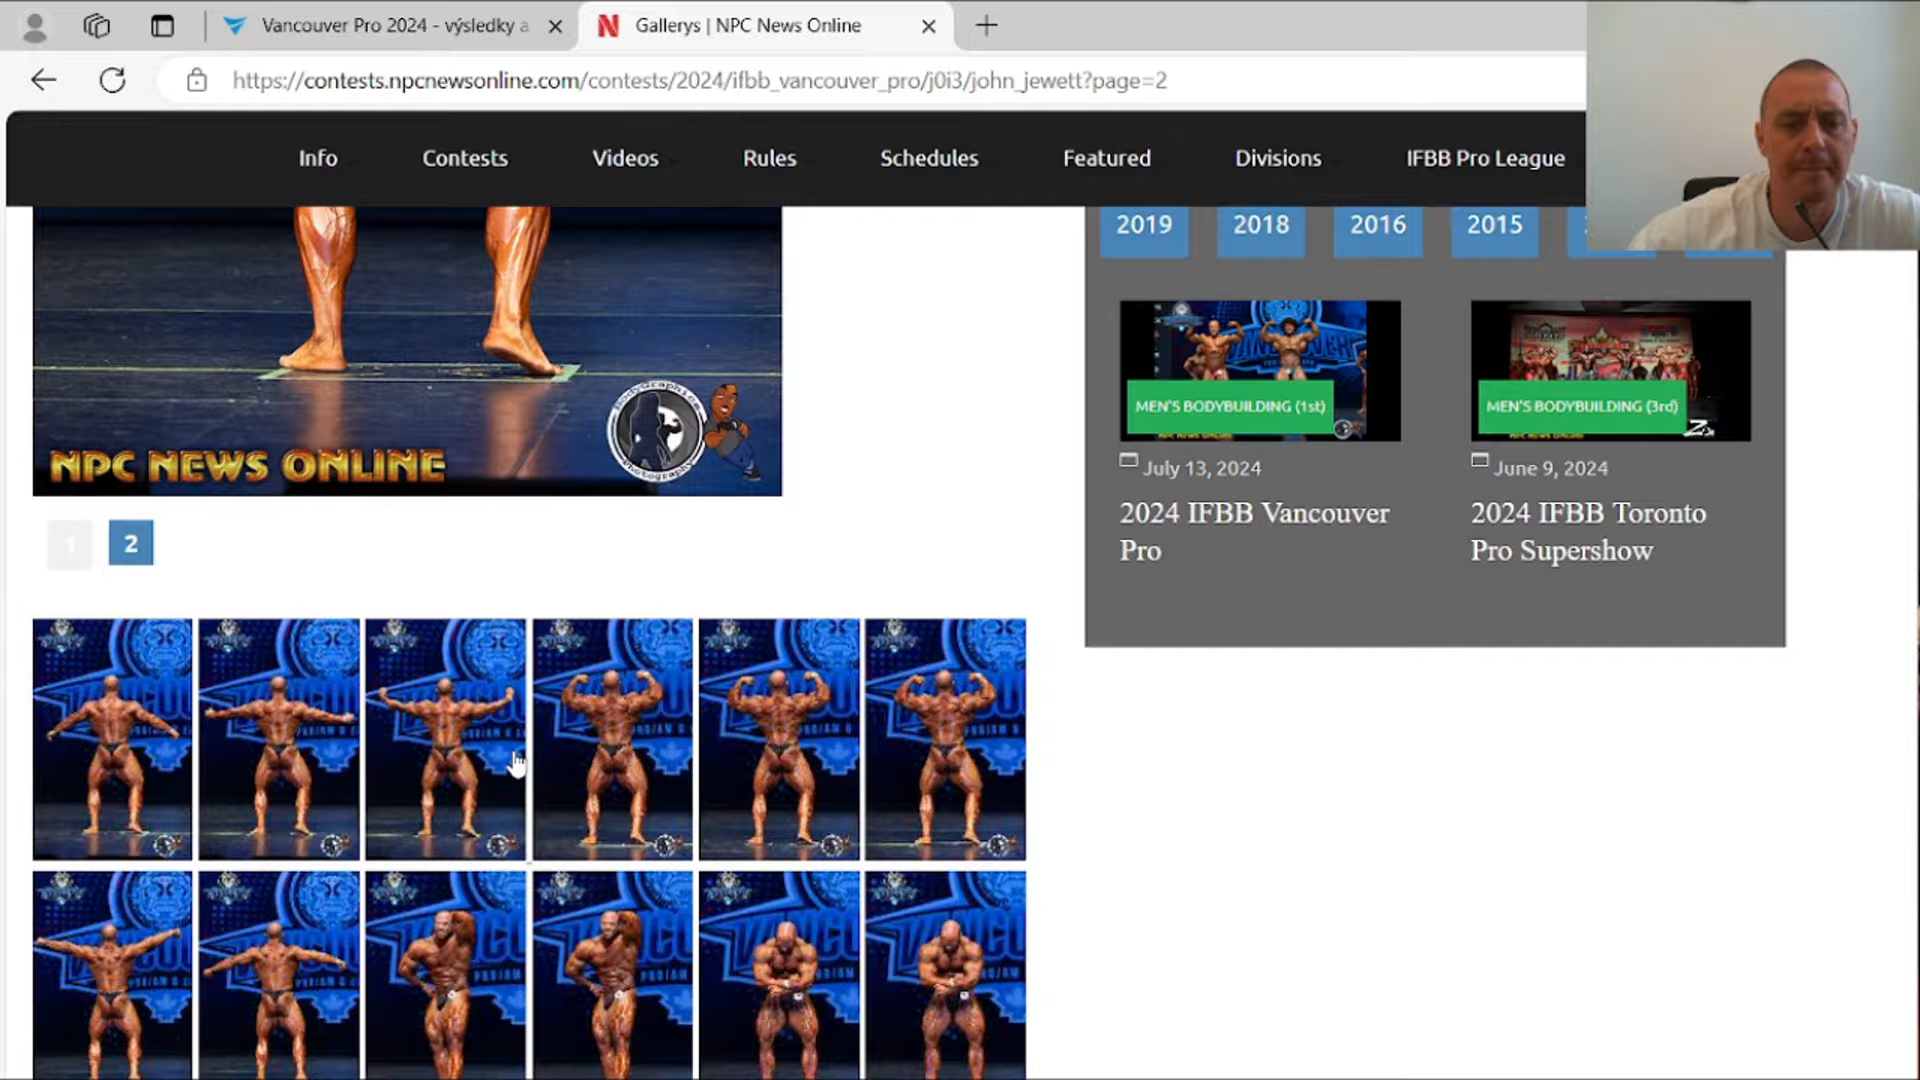 Vancouver Pro 2024 - výsledky a
Gallerys | NPC News Online
https://contests.npcnewsonline.com/contests/2024/ifbb_vancouver_pro/j0i3/john_jewett?page=2
Info
Contests
Videos
Rules
Schedules
Featured
Divisions
IFBB Pro League
2019
2018
2016
2015
NPC NEWS ONLINE
BodyGraphics
Photography
MEN'S BODYBUILDING (1st)
MEN'S BODYBUILDING (3rd)
July 13, 2024
June 9, 2024
2024 IFBB Vancouver
Pro
2024 IFBB Toronto
Pro Supershow
1
2